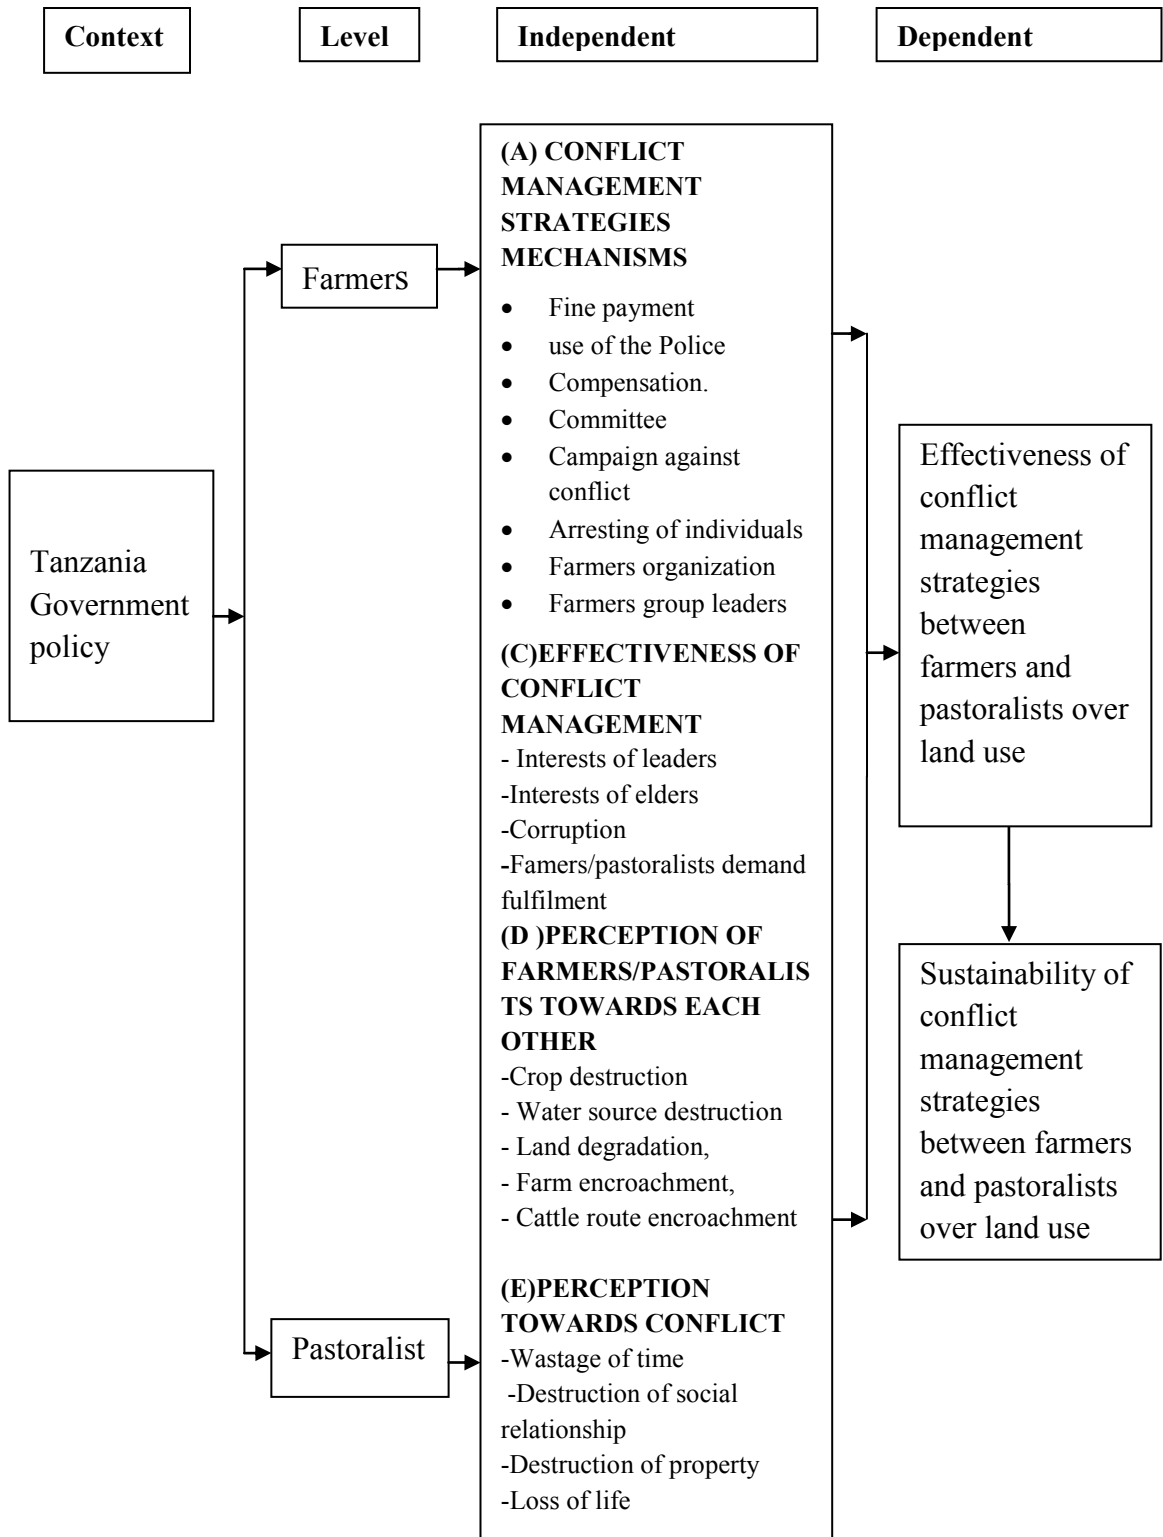 Context
Level
Independent
Dependent
Tanzania
Government
policy
Farmers
Pastoralist
(A) CONFLICT
MANAGEMENT
STRATEGIES
MECHANISMS
• Fine payment
• use of the Police
• Compensation.
• Committee
• Campaign against
conflict
• Arresting of individuals
• Farmers organization
• Farmers group leaders
(C)EFFECTIVENESS OF
CONFLICT
MANAGEMENT
- Interests of leaders
-Interests of elders
-Corruption
-Famers/pastoralists demand
fulfilment
(D )PERCEPTION OF
FARMERS/PASTORALIS
TS TOWARDS EACH
OTHER
-Crop destruction
- Water source destruction
- Land degradation,
- Farm encroachment,
- Cattle route encroachment
(E)PERCEPTION
TOWARDS CONFLICT
-Wastage of time
-Destruction of social
relationship
-Destruction of property
-Loss of life
Effectiveness of
conflict
management
strategies
between
farmers and
pastoralists over
land use
Sustainability of
conflict
management
strategies
between farmers
and pastoralists
over land use